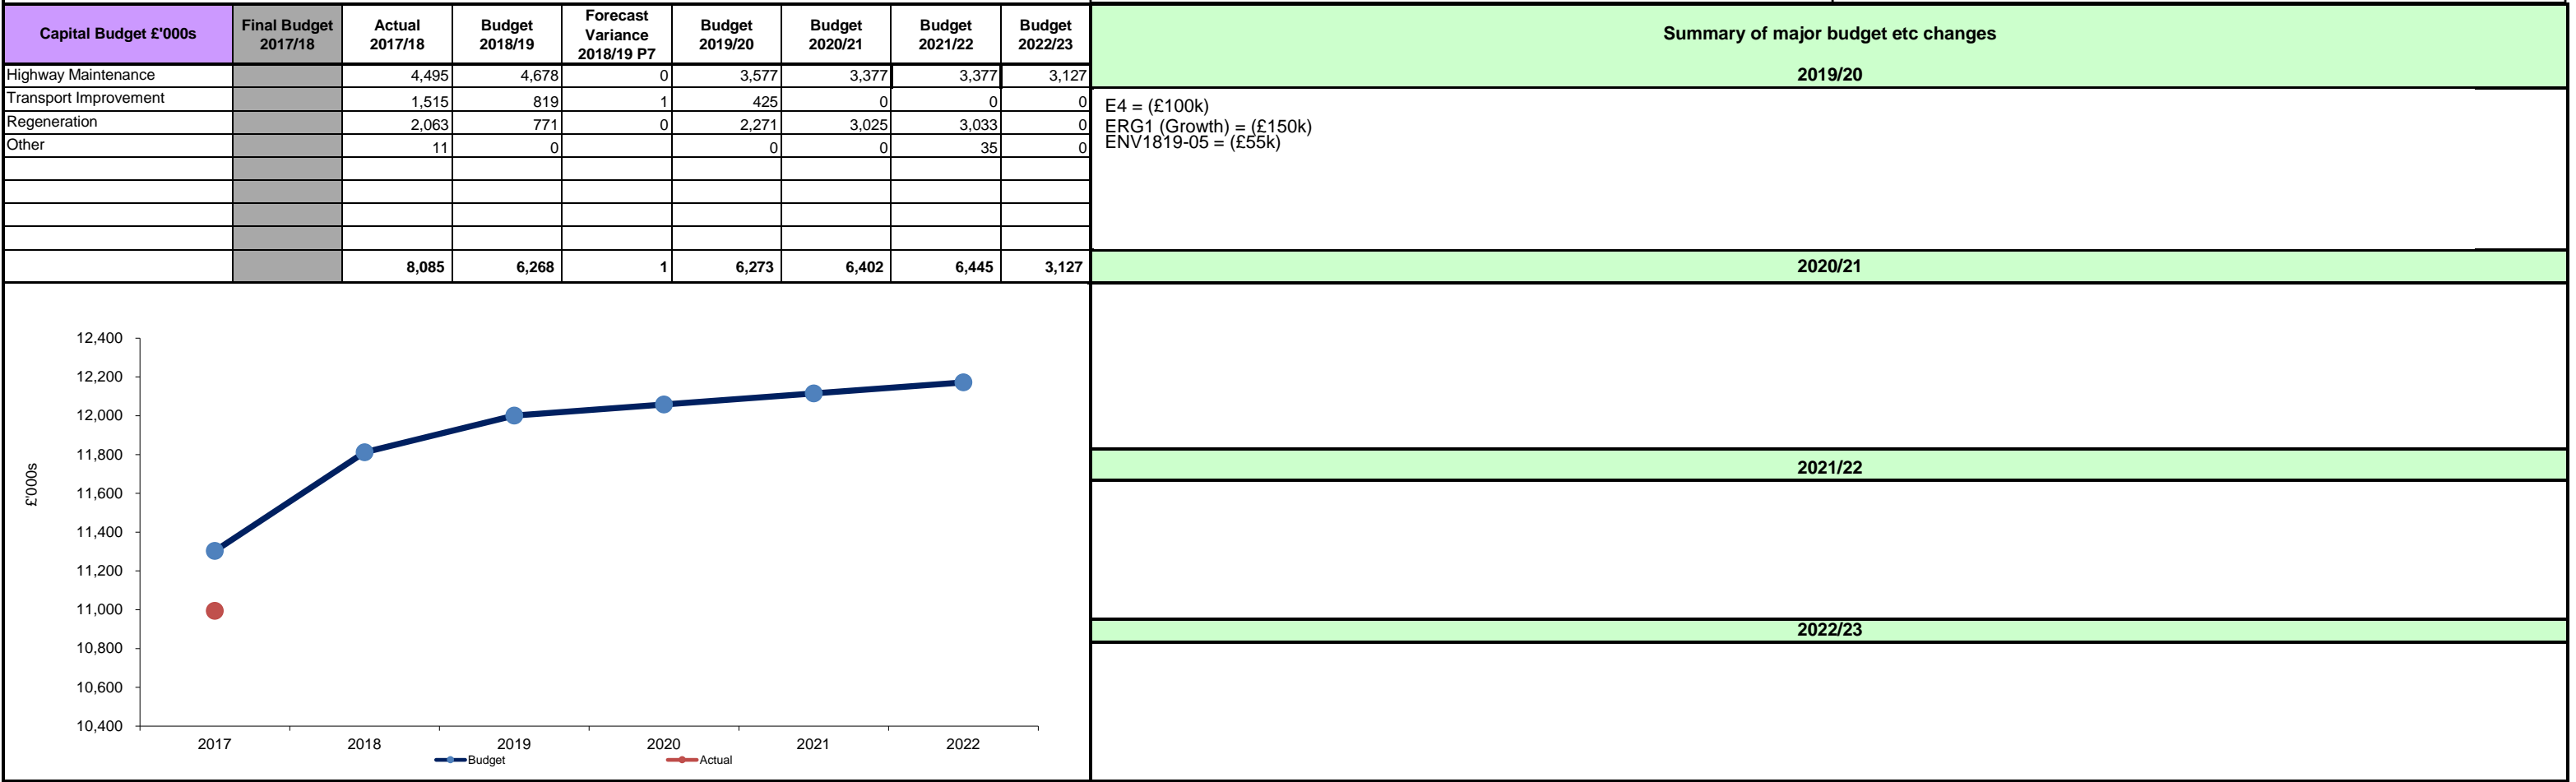 Capital Budget £'000s Final Budget 2017/18 Actual 2017/18 Budget 2018/19 Forecast Variance 2018/19 P7 Budget 2019/20 Budget 2020/21 Budget 2021/22 Budget 2022/23
Highway Maintenance 4,495 4,678 0 3,577 3,377 3,377 3,127
Transport Improvement 1,515 819 1 425 0 0 0
Regeneration 2,063 771 0 2,271 3,025 3,033 0
Other 11 0 0 0 35 0
8,085 6,268 1 6,273 6,402 6,445 3,127
Summary of major budget etc changes
2019/20
E4 = (£100k)
ERG1 (Growth) = (£150k)
ENV1819-05 = (£55k)
2020/21
2021/22
2022/23
£'000s
12,400
12,200
12,000
11,800
11,600
11,400
11,200
11,000
10,800
10,600
10,400
2017 2018 2019 2020 2021 2022
Budget Actual